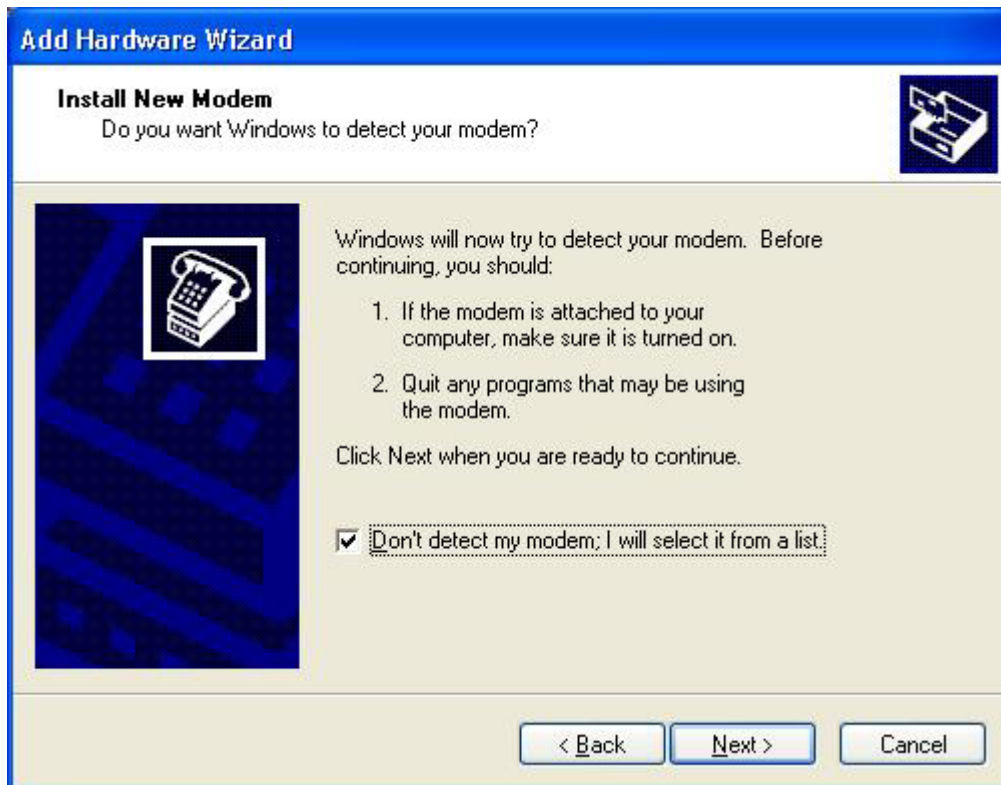 Add Hardware Wizard
Install New Modem
Do you want Windows to detect your modem?
Windows will now try to detect your modem.  Before
continuing, you should:
1. If the modem is attached to your
computer, make sure it is turned on.
2. Quit any programs that may be using
the modem.
Click Next when you are ready to continue.
Don't detect my modem; I will select it from a list.
< Back
Next >
Cancel